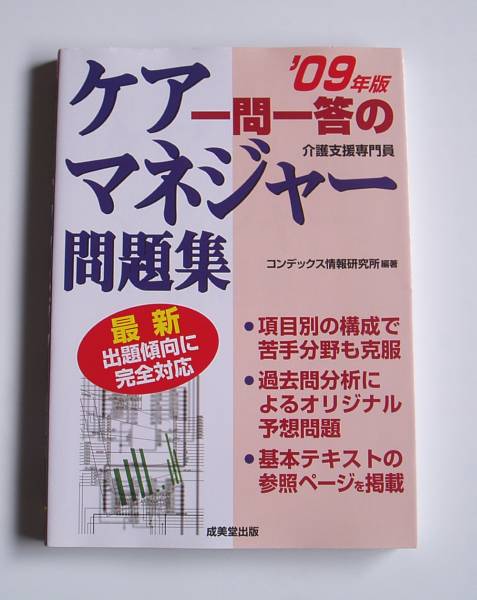 '09年版
ケア一問一答の
介護支援専門員
マネジャー
問題集
コンデックス情報研究所編著
最新
出題傾向に
完全対応
●項目別の構成で
苦手分野も克服
●過去問分析に
よるオリジナル
予想問題
●基本テキストの
参照ページを掲載
成美堂出版